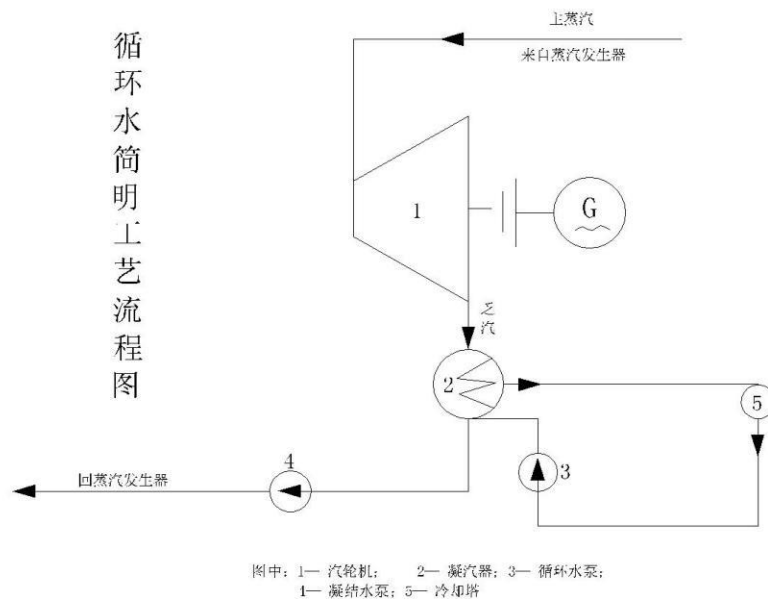 循环水简明工艺流程图
主蒸汽
来自蒸汽发生器
1
G
乏汽
2
5
4
3
回蒸汽发生器
图中：1— 汽轮机； 2— 凝汽器；3— 循环水泵；
4— 凝结水泵；5— 冷却塔